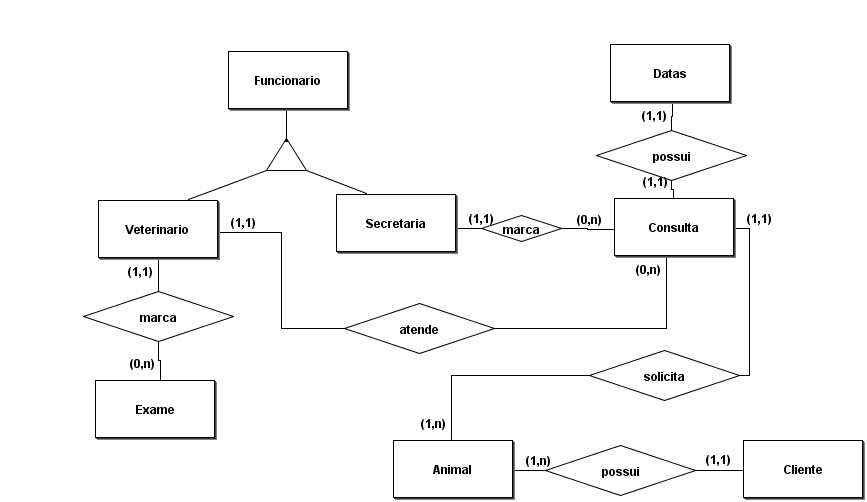 Funcionario
Datas
(1,1)
possui
(1,1)
Veterinario
(1,1)
Secretaria
(1,1)
marca
(0,n)
Consulta
(1,1)
(1,1)
(0,n)
marca
atende
(0,n)
solicita
Exame
(1,n)
Animal
(1,n)
possui
(1,1)
Cliente